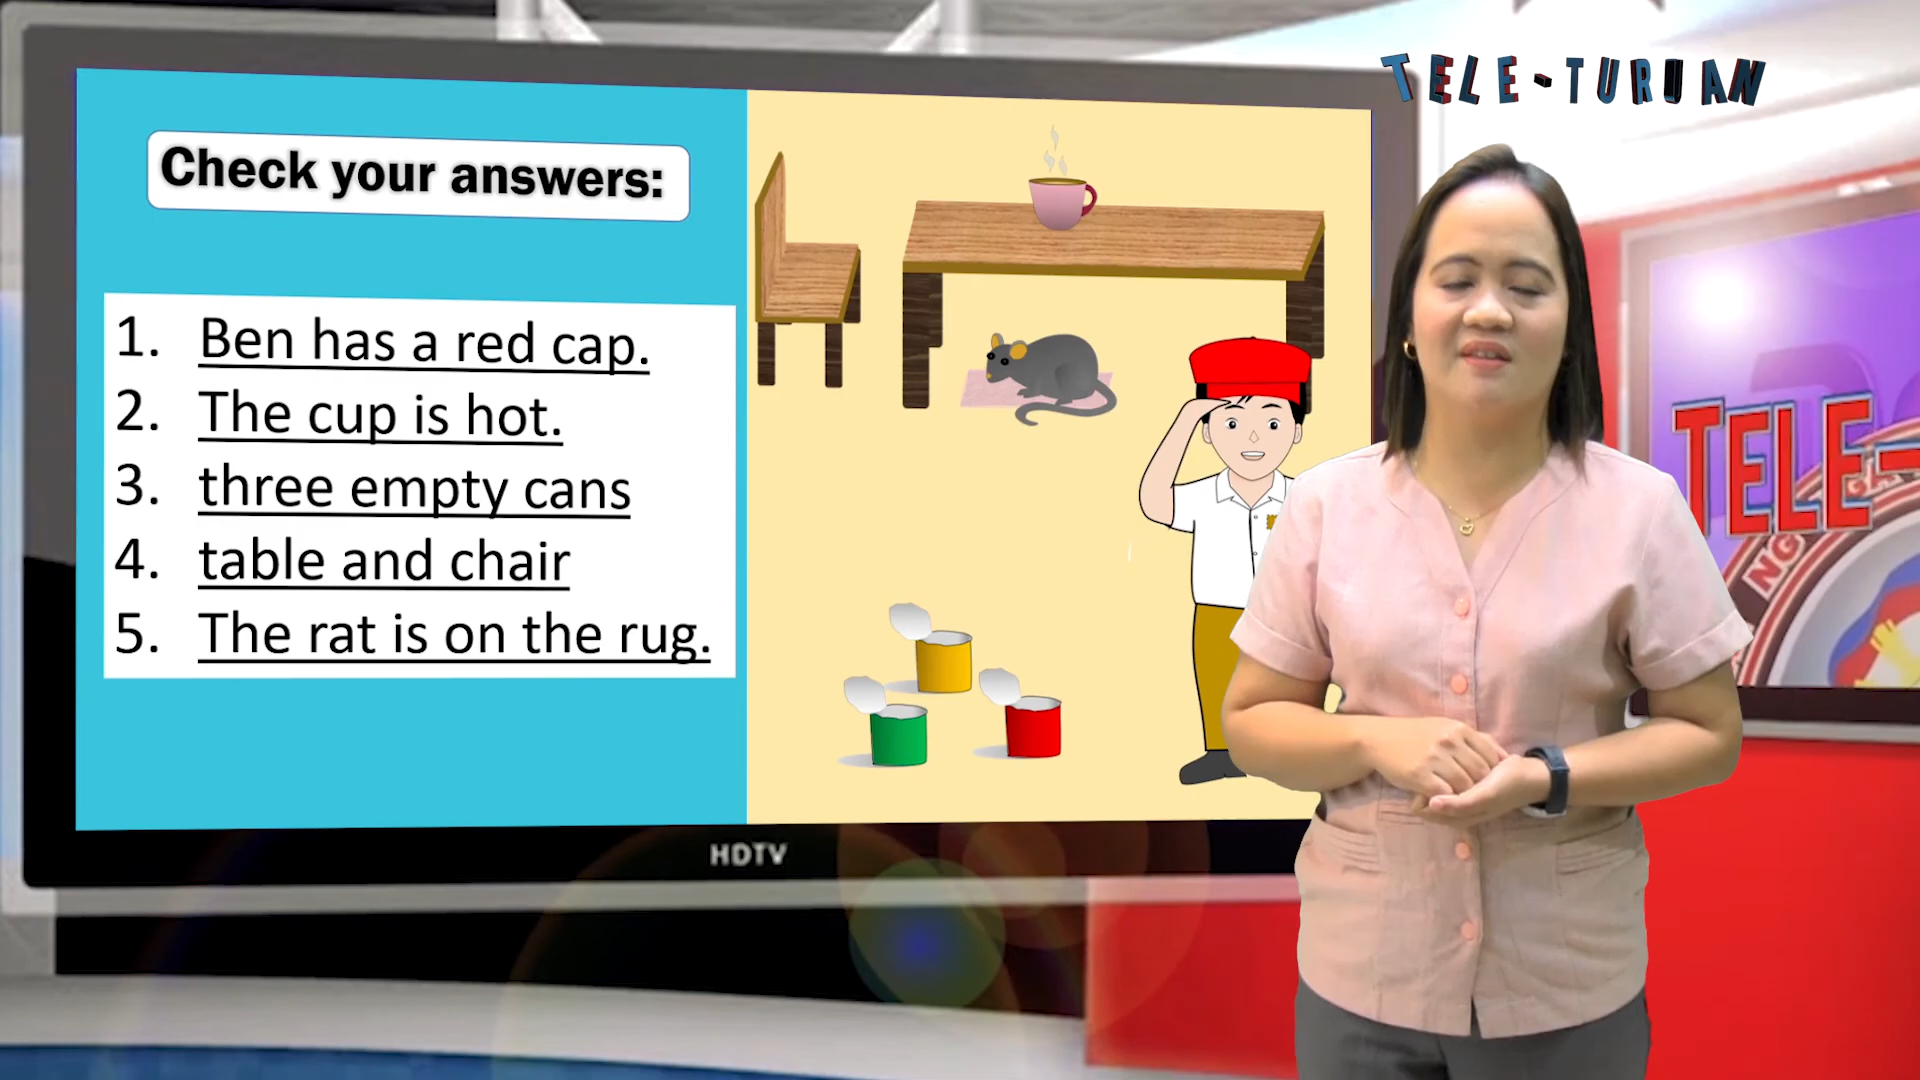 TELE-TURUAN
Check your answers:
1. Ben has a red cap.
2. The cup is hot.
3. three empty cans
4. table and chair
5. The rat is on the rug.
HDTV
TELE-
NG